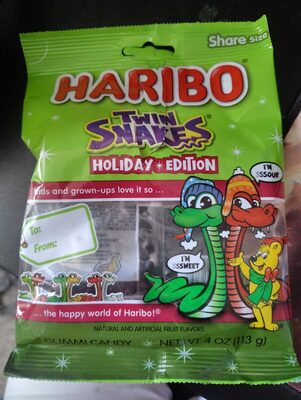 Share Size
HARIBO
TWIN
SNAKES
HOLIDAY EDITION
I'M
SSSOUR
Kids and grown-ups love it so ...
To:
From:
I'M
SSSWEET
... the happy world of Haribo!
NATURAL AND ARTIFICIAL FRUIT FLAVORS
GUMMI CANDY NET WT 4 OZ (113 g)